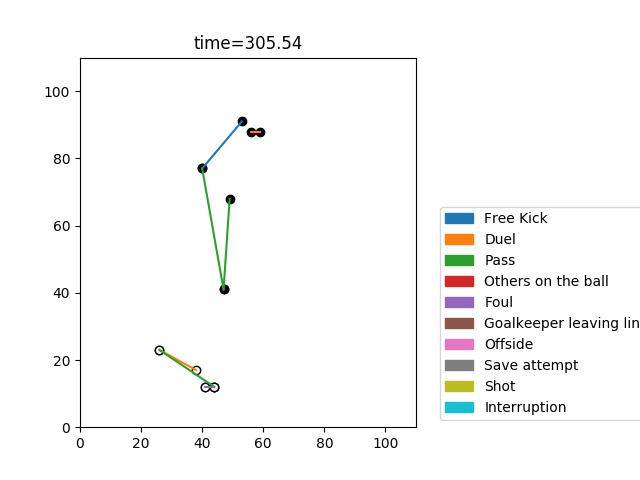 time=305.54
100
80
60
40
20
0
0 20 40 60 80 100
Free Kick
Duel
Pass
Others on the ball
Foul
Goalkeeper leaving lin
Offside
Save attempt
Shot
Interruption